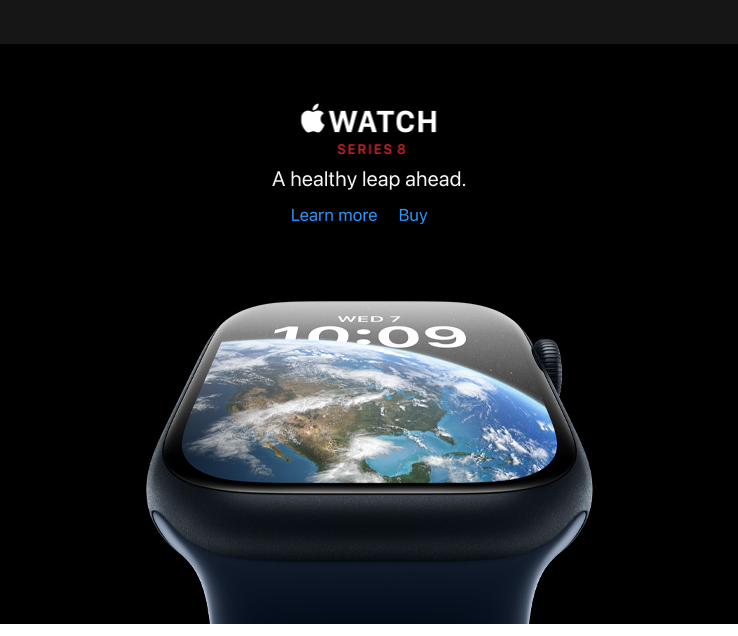 WATCH
SERIES 8
A healthy leap ahead.
Learn more Buy
WED 7
10:09